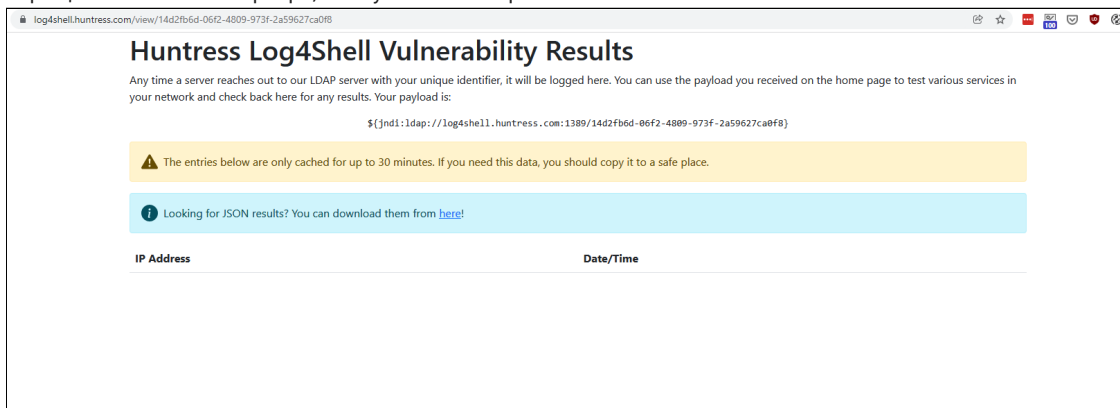 log4shell.huntress.com/view/14d2fb6d-06f2-4809-973f-2a59627ca0f8
100
Huntress Log4Shell Vulnerability Results
Any time a server reaches out to our LDAP server with your unique identifier, it will be logged here. You can use the payload you received on the home page to test various services in
your network and check back here for any results. Your payload is:
${jndi:ldap://log4shell.huntress.com:1389/14d2fb6d-06f2-4809-973f-2a59627ca0f8}
The entries below are only cached for up to 30 minutes. If you need this data, you should copy it to a safe place.
Looking for JSON results? You can download them from here!
IP Address Date/Time